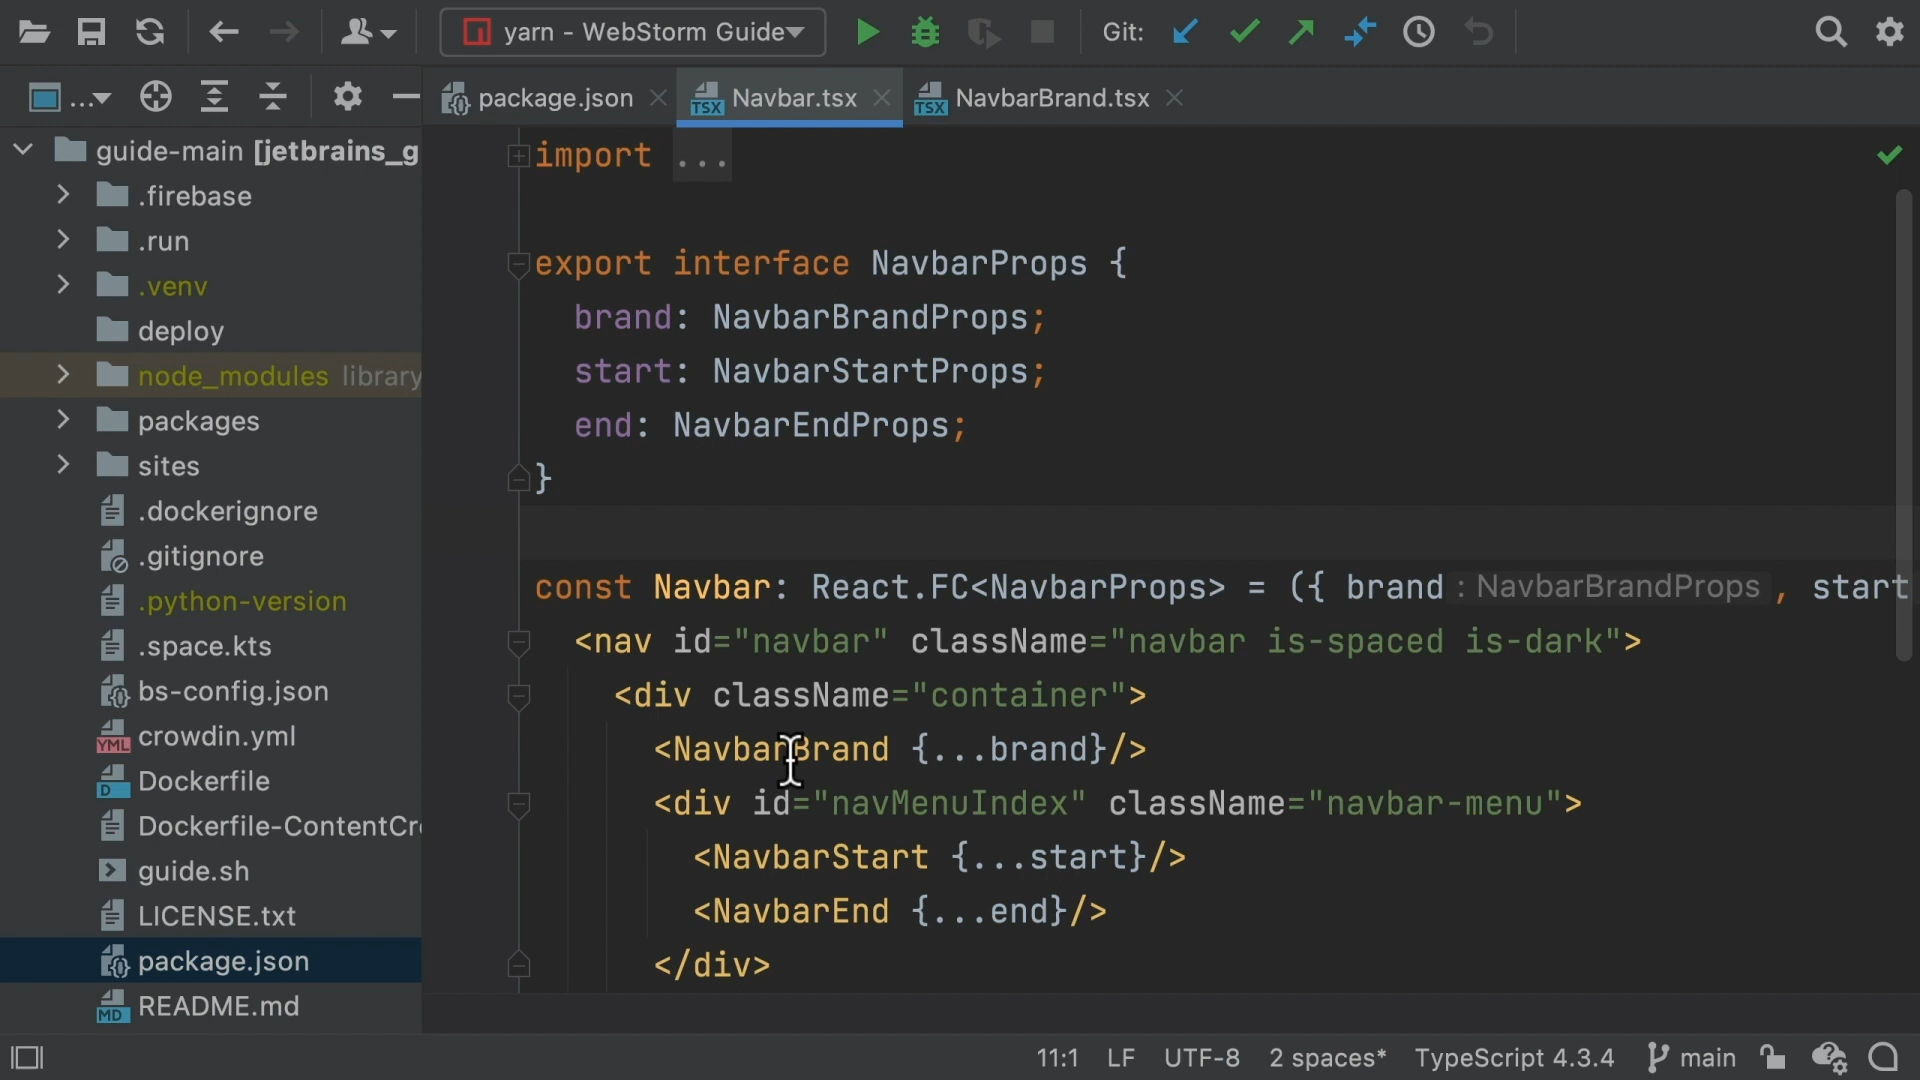 yarn - WebStorm Guide
Git:
...
package.json
Navbar.tsx
NavbarBrand.tsx
guide-main [jetbrains_g
.firebase
.run
.venv
deploy
node_modules library
packages
sites
.dockerignore
.gitignore
.python-version
.space.kts
bs-config.json
YML crowdin.yml
D Dockerfile
Dockerfile-ContentCr
guide.sh
LICENSE.txt
package.json
MD README.md
TSX
TSX
import ...
export interface NavbarProps {
brand: NavbarBrandProps;
start: NavbarStartProps;
end: NavbarEndProps;
}
const Navbar: React.FC<NavbarProps> = ({ brand : NavbarBrandProps , start
<nav id="navbar" className="navbar is-spaced is-dark">
<div className="container">
<NavbarBrand {...brand}/>
<div id="navMenuIndex" className="navbar-menu">
<NavbarStart {...start}/>
<NavbarEnd {...end}/>
</div>
11:1 LF UTF-8 2 spaces* TypeScript 4.3.4 main